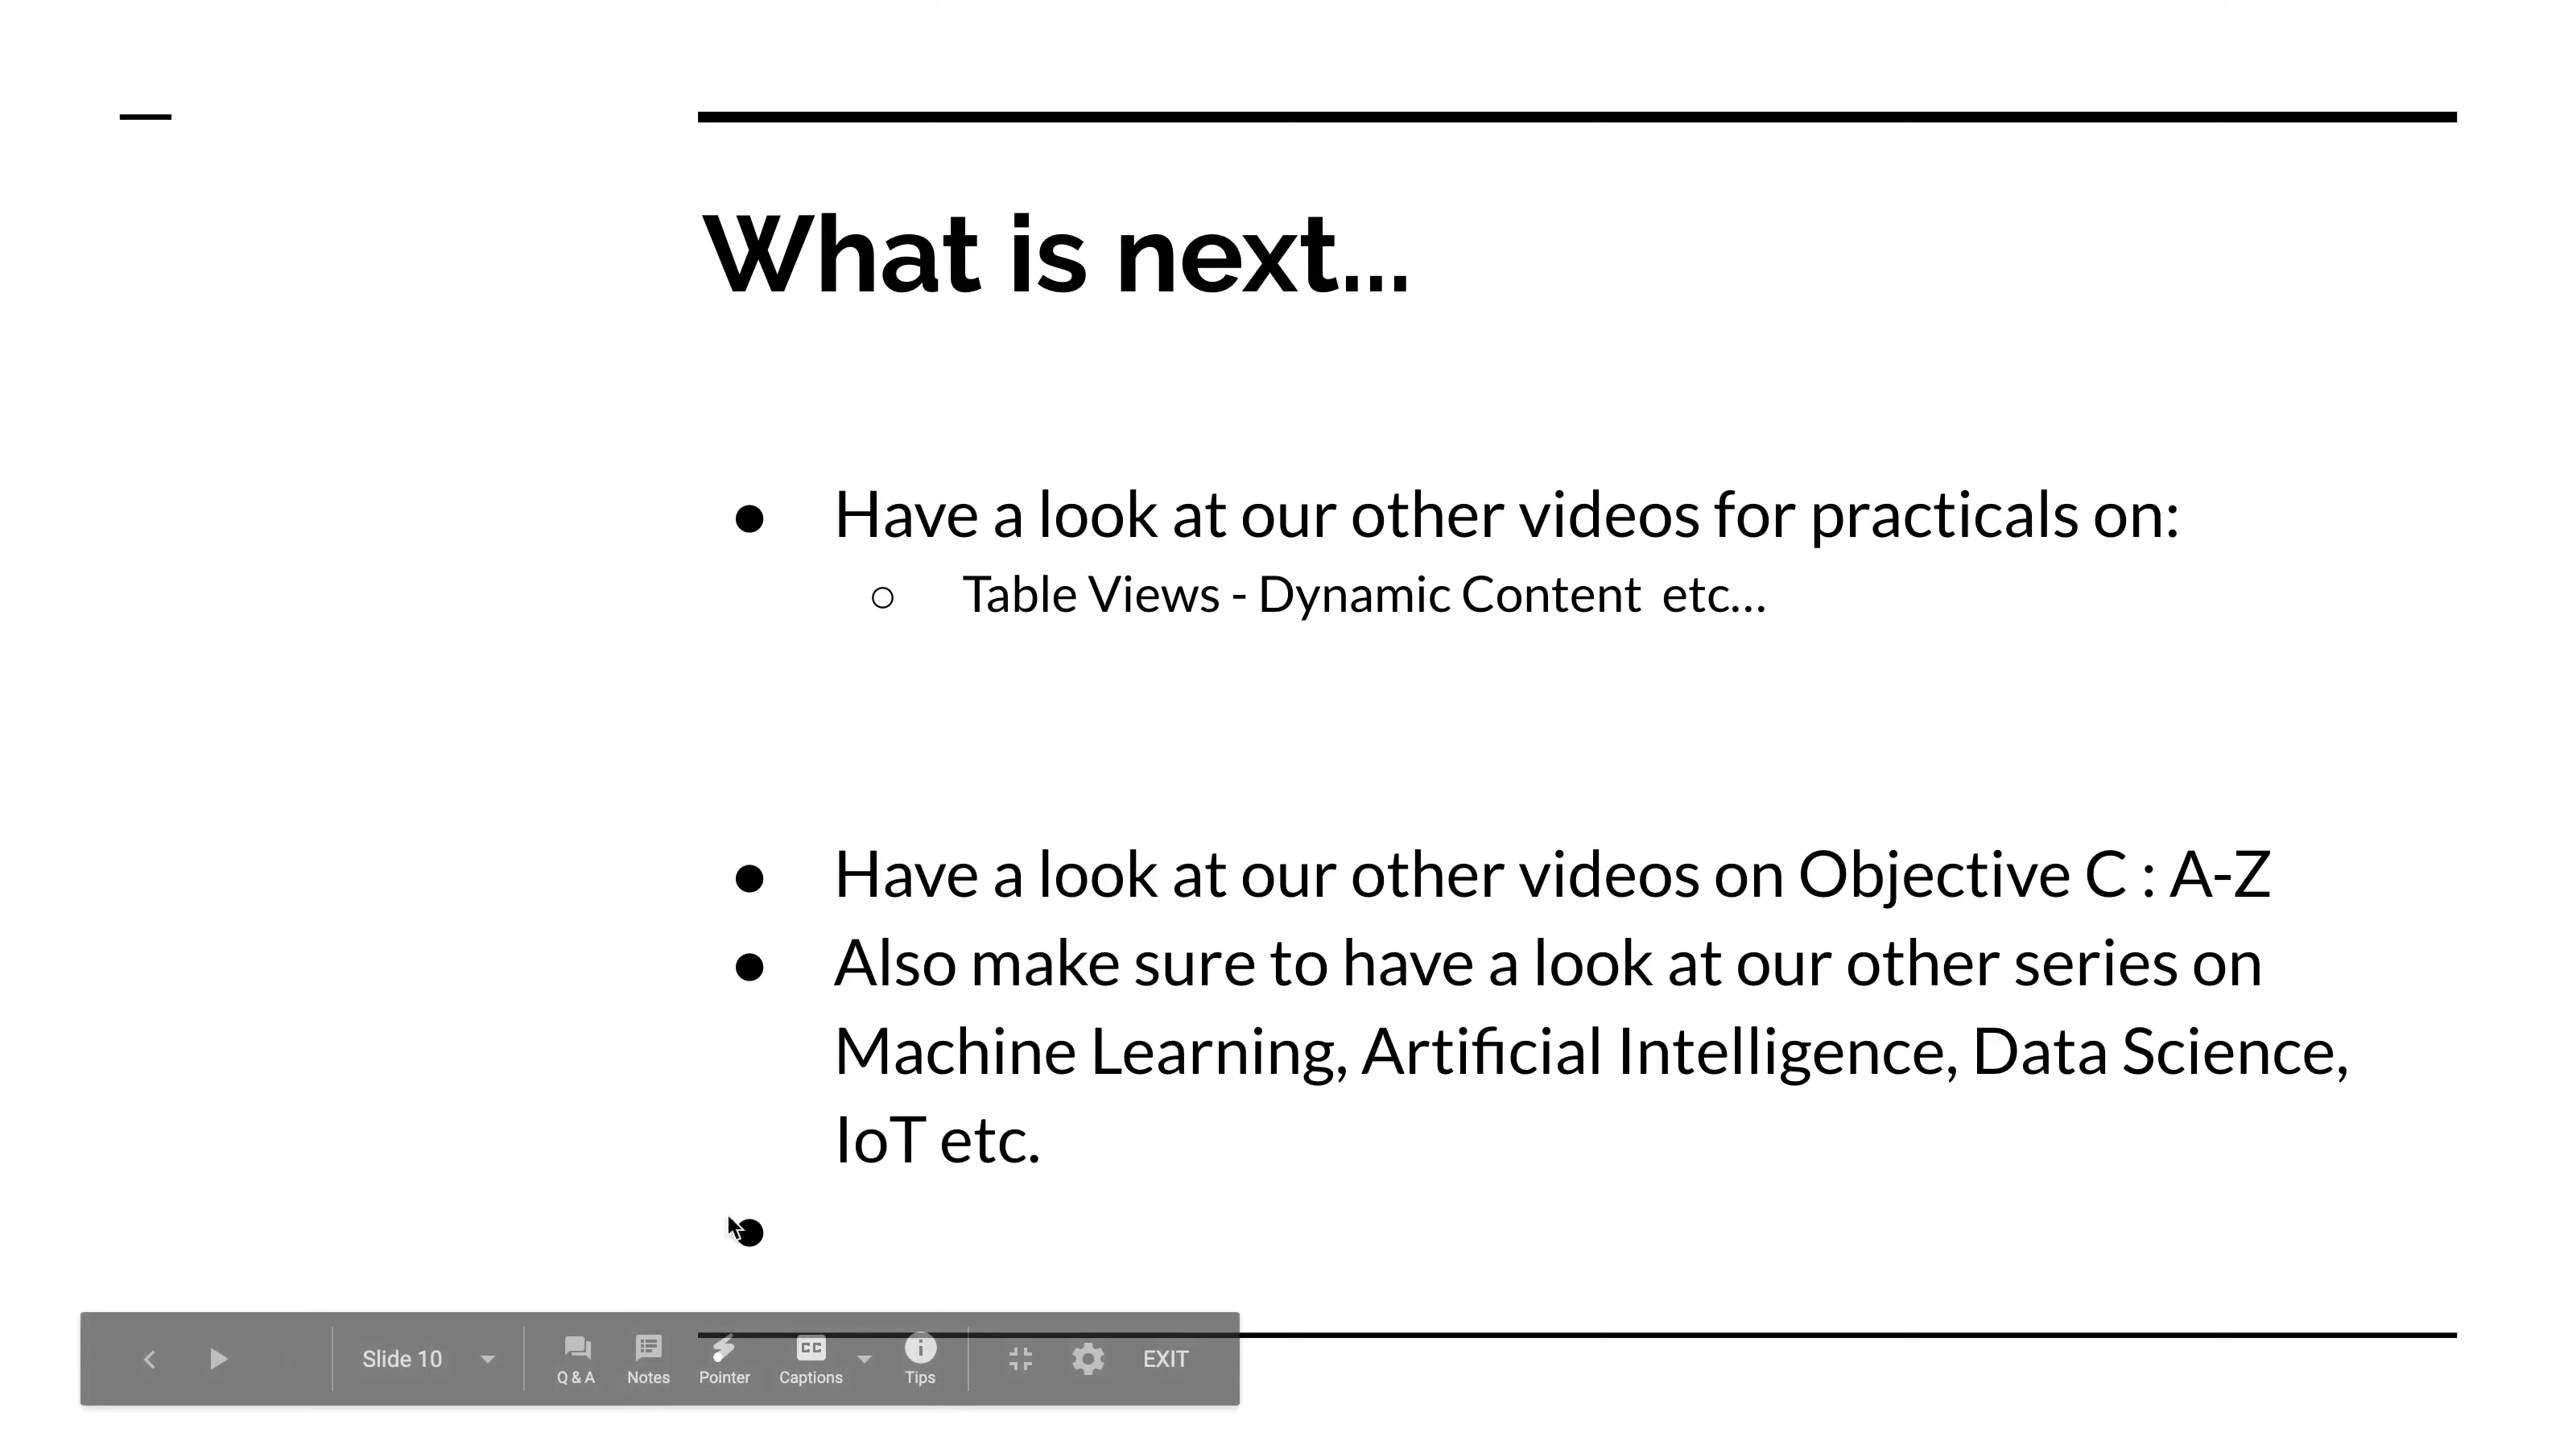 What is next...
● Have a look at our other videos for practicals on:
○ Table Views - Dynamic Content  etc...
● Have a look at our other videos on Objective C : A-Z
● Also make sure to have a look at our other series on
Machine Learning, Artificial Intelligence, Data Science,
IoT etc.
●
Slide 10
Q & A
Notes
Pointer
CC
Captions
Tips
EXIT